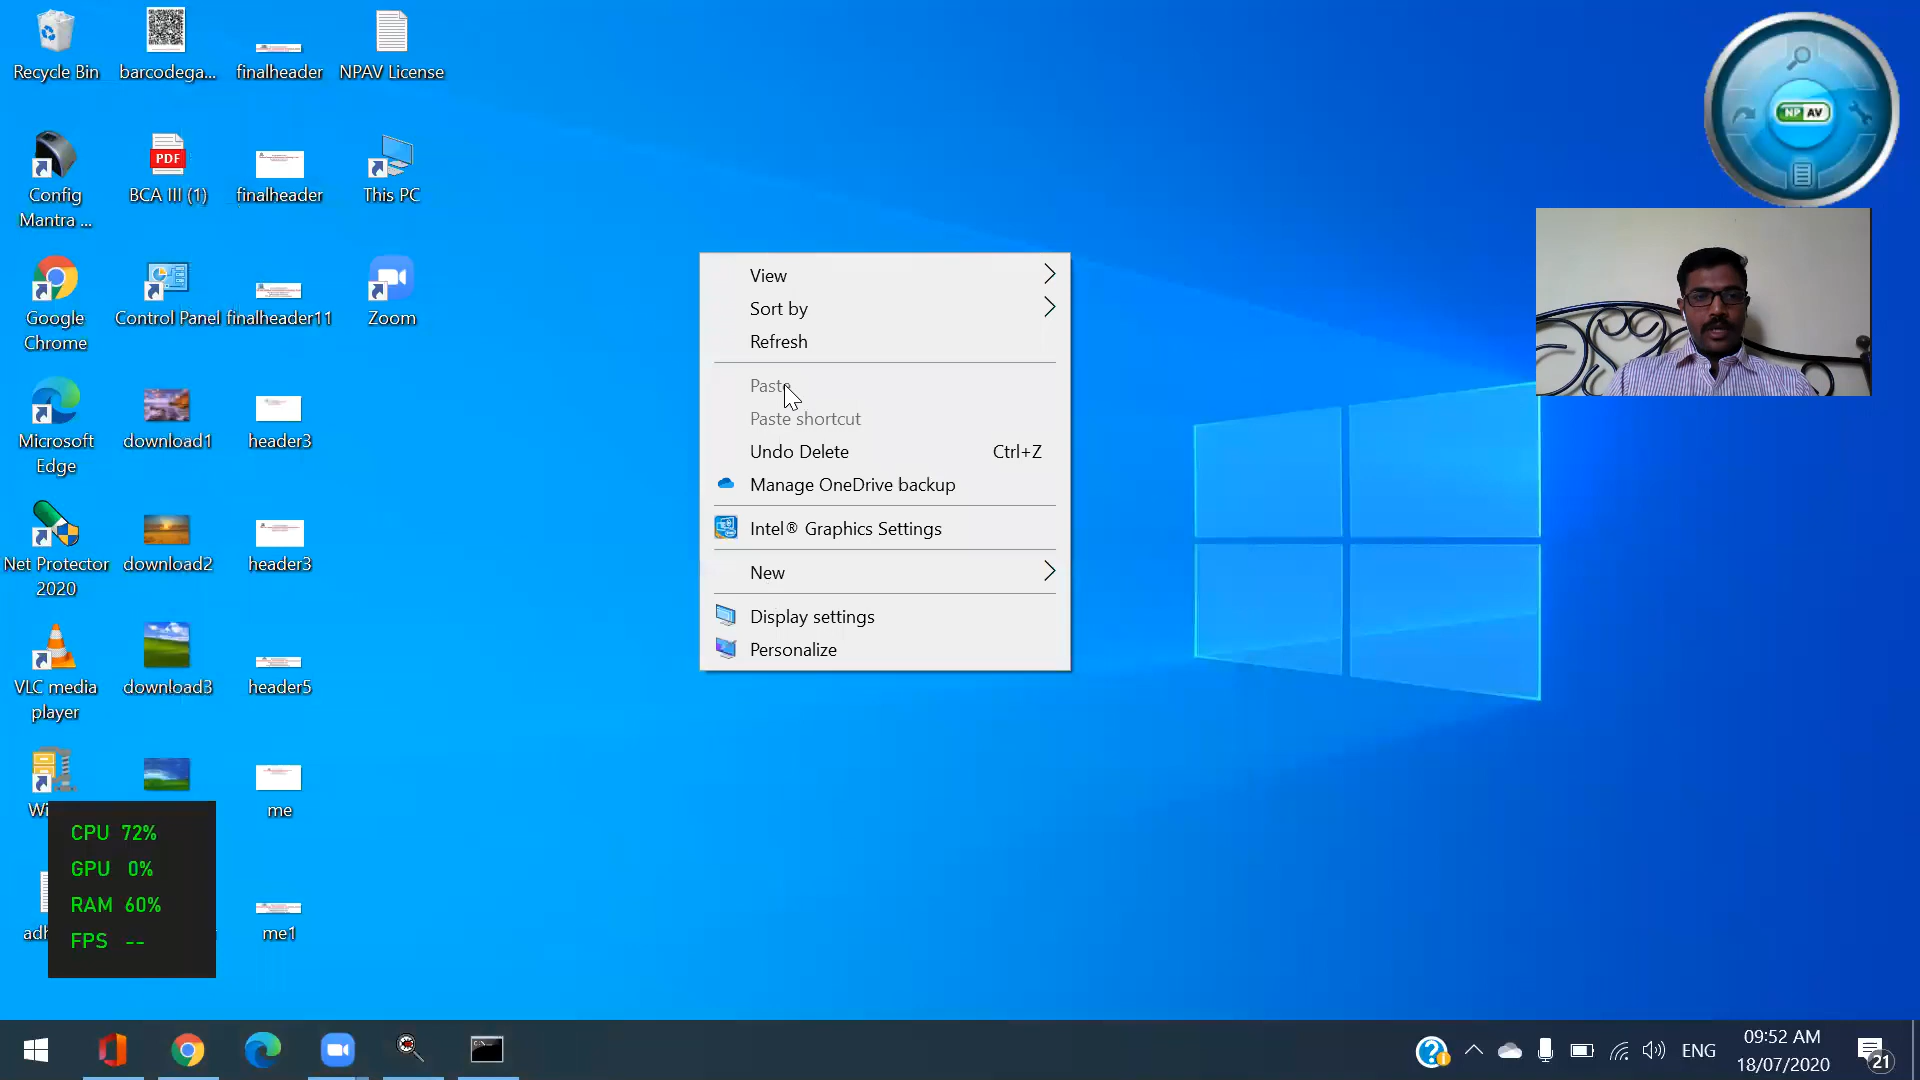 Recycle Bin
barcodega...
finalheader
NPAV License
Config
Mantra ...
PDF
BCA III (1)
finalheader
This PC
Google
Chrome
Control Panel
finalheader11
Zoom
Microsoft
Edge
download1
header3
Net Protector
2020
download2
header3
VLC media
player
download3
header5
me
me1
CPU 72%
GPU 0%
RAM 60%
FPS --
View
Sort by
Refresh
Paste
Paste shortcut
Undo Delete Ctrl+Z
Manage OneDrive backup
Intel® Graphics Settings
New
Display settings
Personalize
NP AV
ENG
09:52 AM
18/07/2020
21